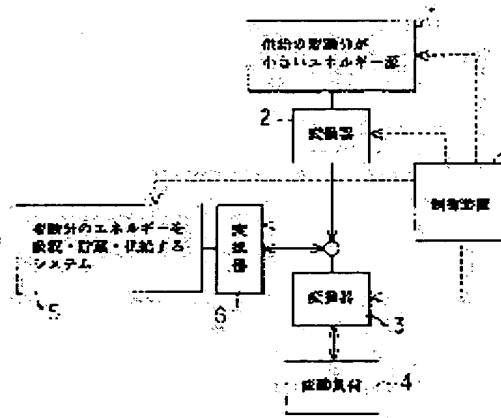 供給の変動分が
小さいエネルギー源
2
変換器
制御装置
変動分のエネルギーを
吸収・貯蔵・供給する
システム
変換器
5
6
変換器
3
変動負荷
4